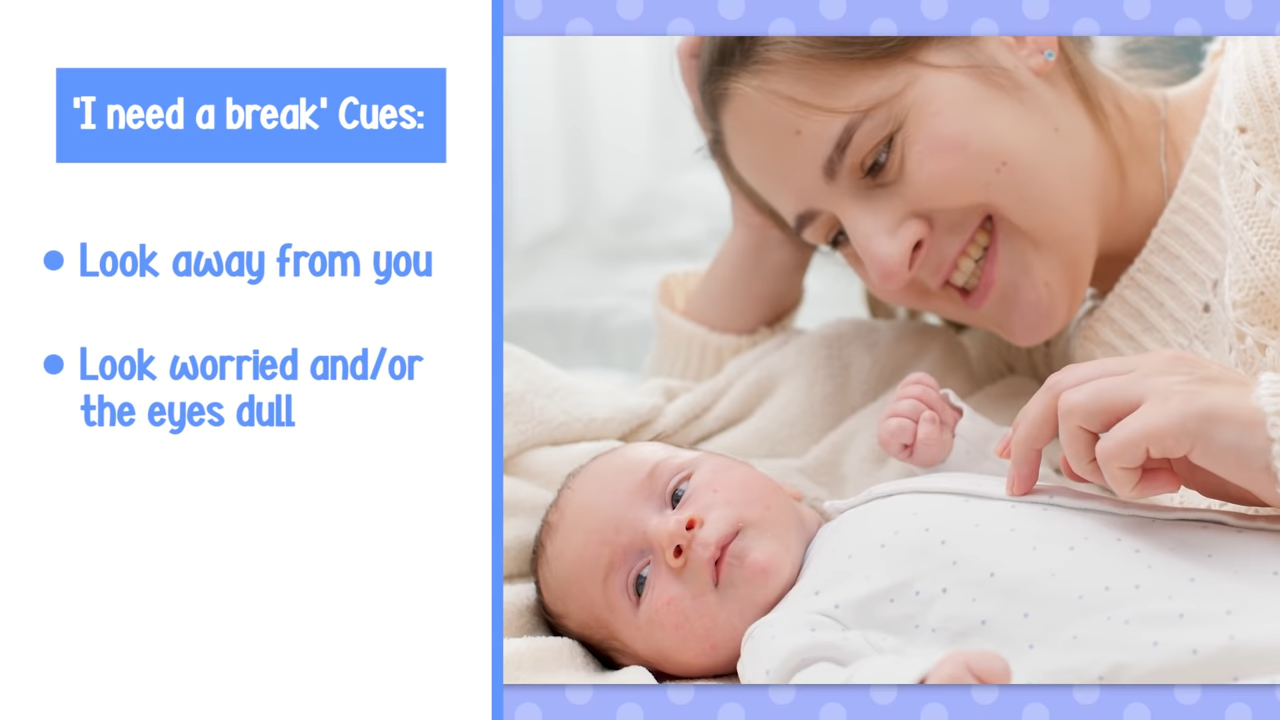 'I need a break' Cues:
• Look away from you
• Look worried and/or
the eyes dull